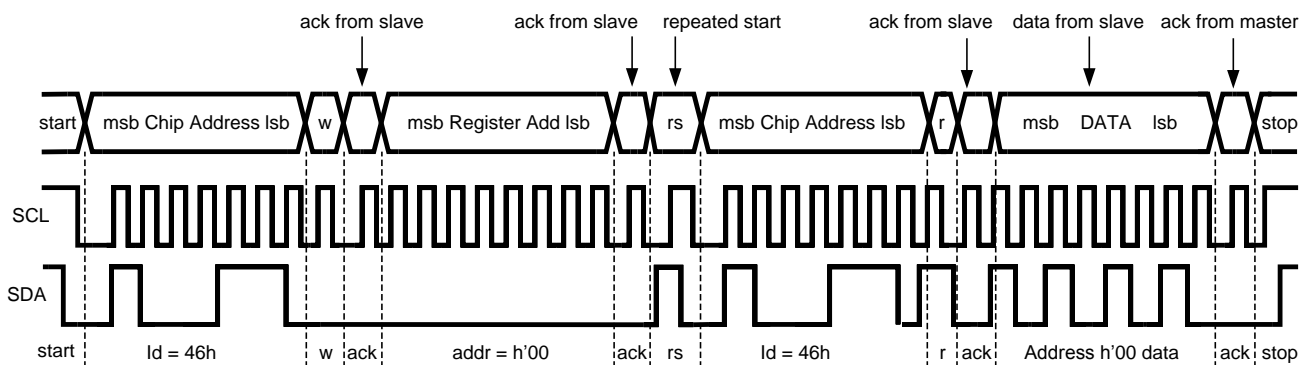 ack from slave ack from slave repeated start ack from slave data from slave ack from master
start msb Chip Address lsb w msb Register Add lsb rs msb Chip Address lsb r msb DATA lsb stop
SCL
SDA
start Id = 46h w ack addr = h'00 ack rs Id = 46h r ack Address h'00 data ack stop